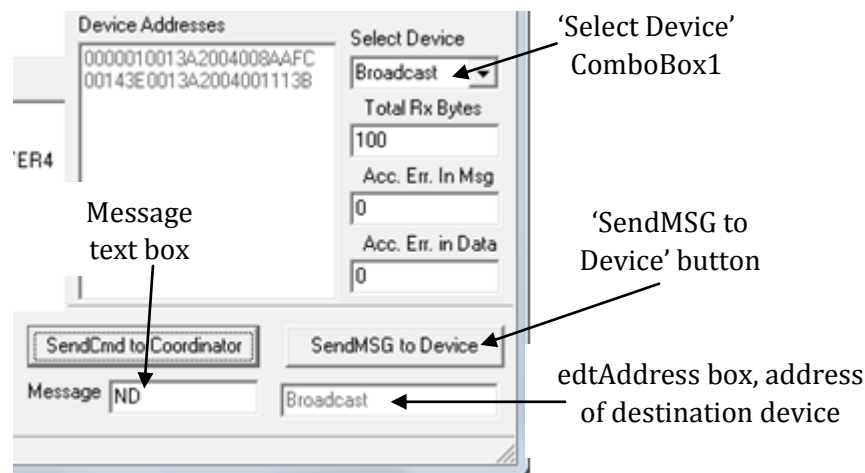 Device Addresses
0000010013A2004008AAFC
00143E0013A2004001113B
Select Device
Broadcast
Total Rx Bytes
100
Acc. Err. In Msg
0
Acc. Err. in Data
0
'ER4
SendCmd to Coordinator
SendMSG to Device
Message
ND
Broadcast
‘Select Device’
ComboBox1
Message
text box
‘SendMSG to
Device’ button
edtAddress box, address
of destination device